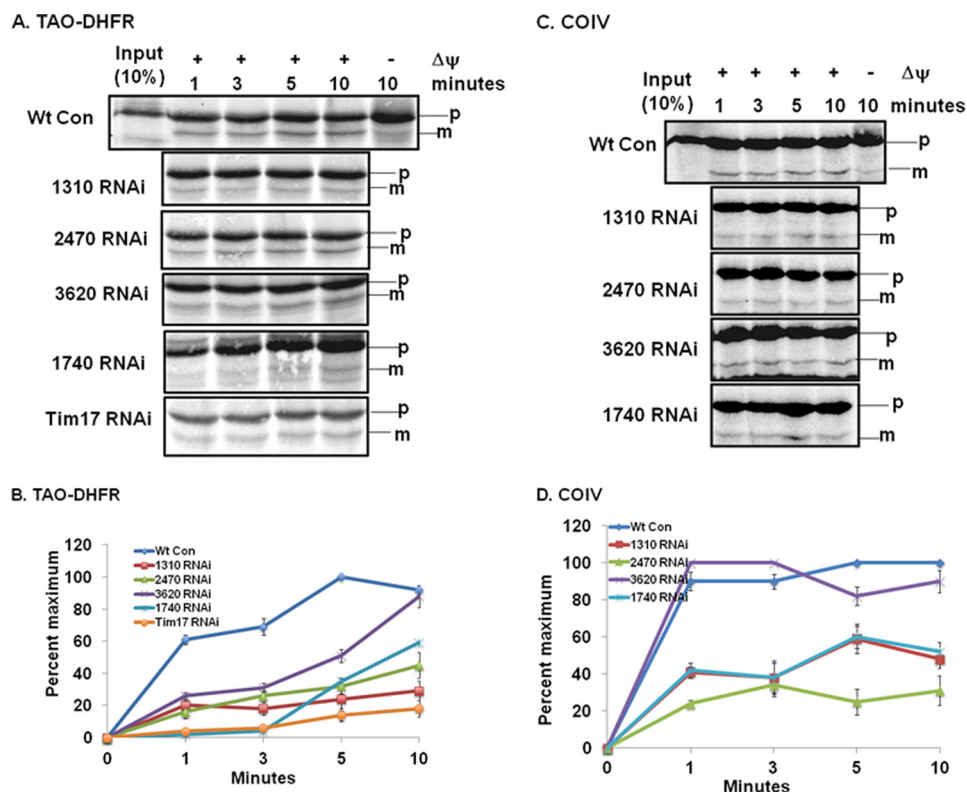 A. TAO-DHFR
Input (10%) + + + + - Δψ
1 3 5 10 10 minutes
Wt Con p
m
1310 RNAi p
m
2470 RNAi p
m
3620 RNAi p
m
1740 RNAi p
m
Tim17 RNAi p
m
C. COIV
Input (10%) + + + + - Δψ
1 3 5 10 10 minutes
Wt Con p
m
1310 RNAi p
m
2470 RNAi p
m
3620 RNAi p
m
1740 RNAi p
m
B. TAO-DHFR
Percent maximum
120
100
80
60
40
20
0
Wt Con
1310 RNAi
2470 RNAi
3620 RNAi
1740 RNAi
Tim17 RNAi
0 1 3 5 10
Minutes
D. COIV
Percent maximum
120
100
80
60
40
20
0
Wt Con
1310 RNAi
2470 RNAi
3620 RNAi
1740 RNAi
0 1 3 5 10
Minutes